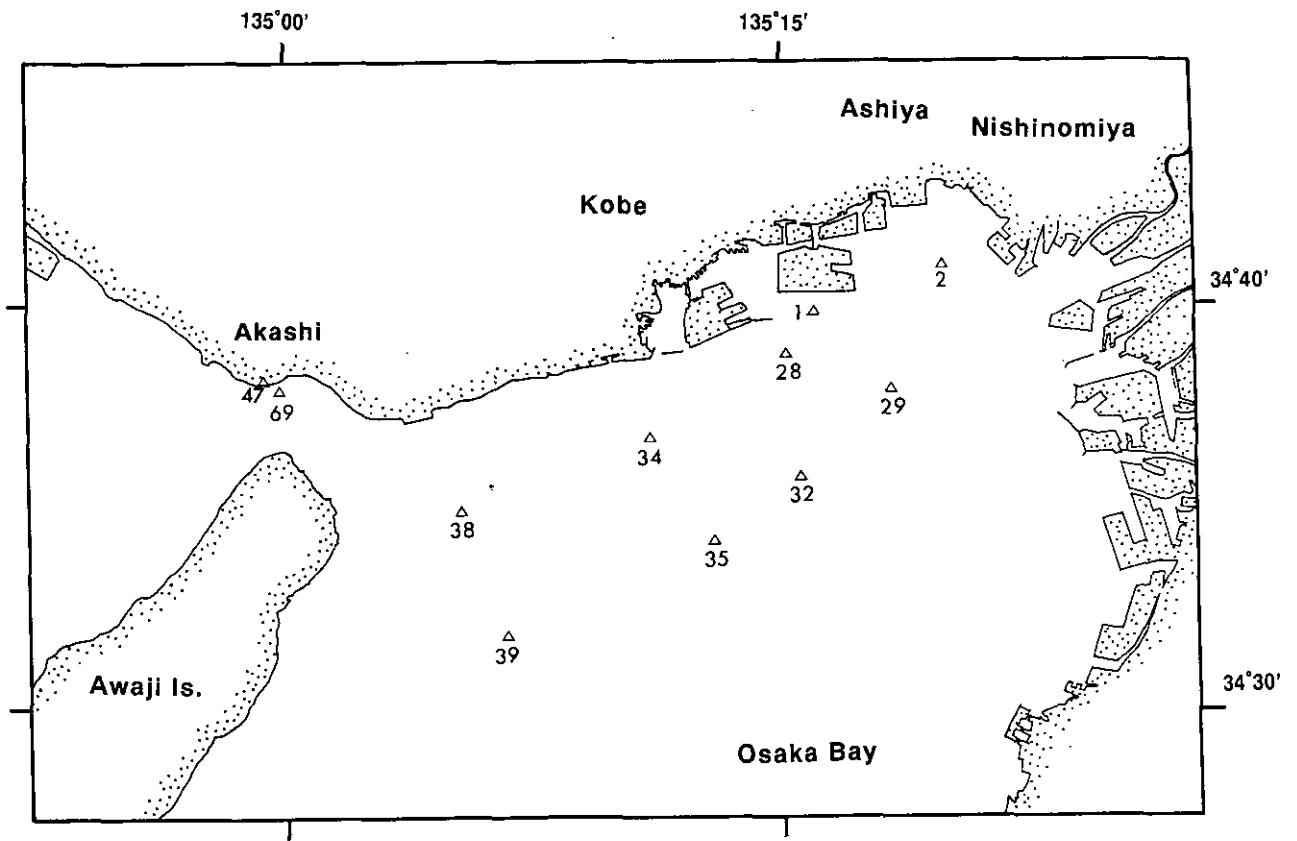 135°00'
135°15'
Ashiya
Nishinomiya
Kobe
2
34°40'
1
Akashi
28
47
69
29
34
32
38
35
39
Awaji Is.
34°30'
Osaka Bay